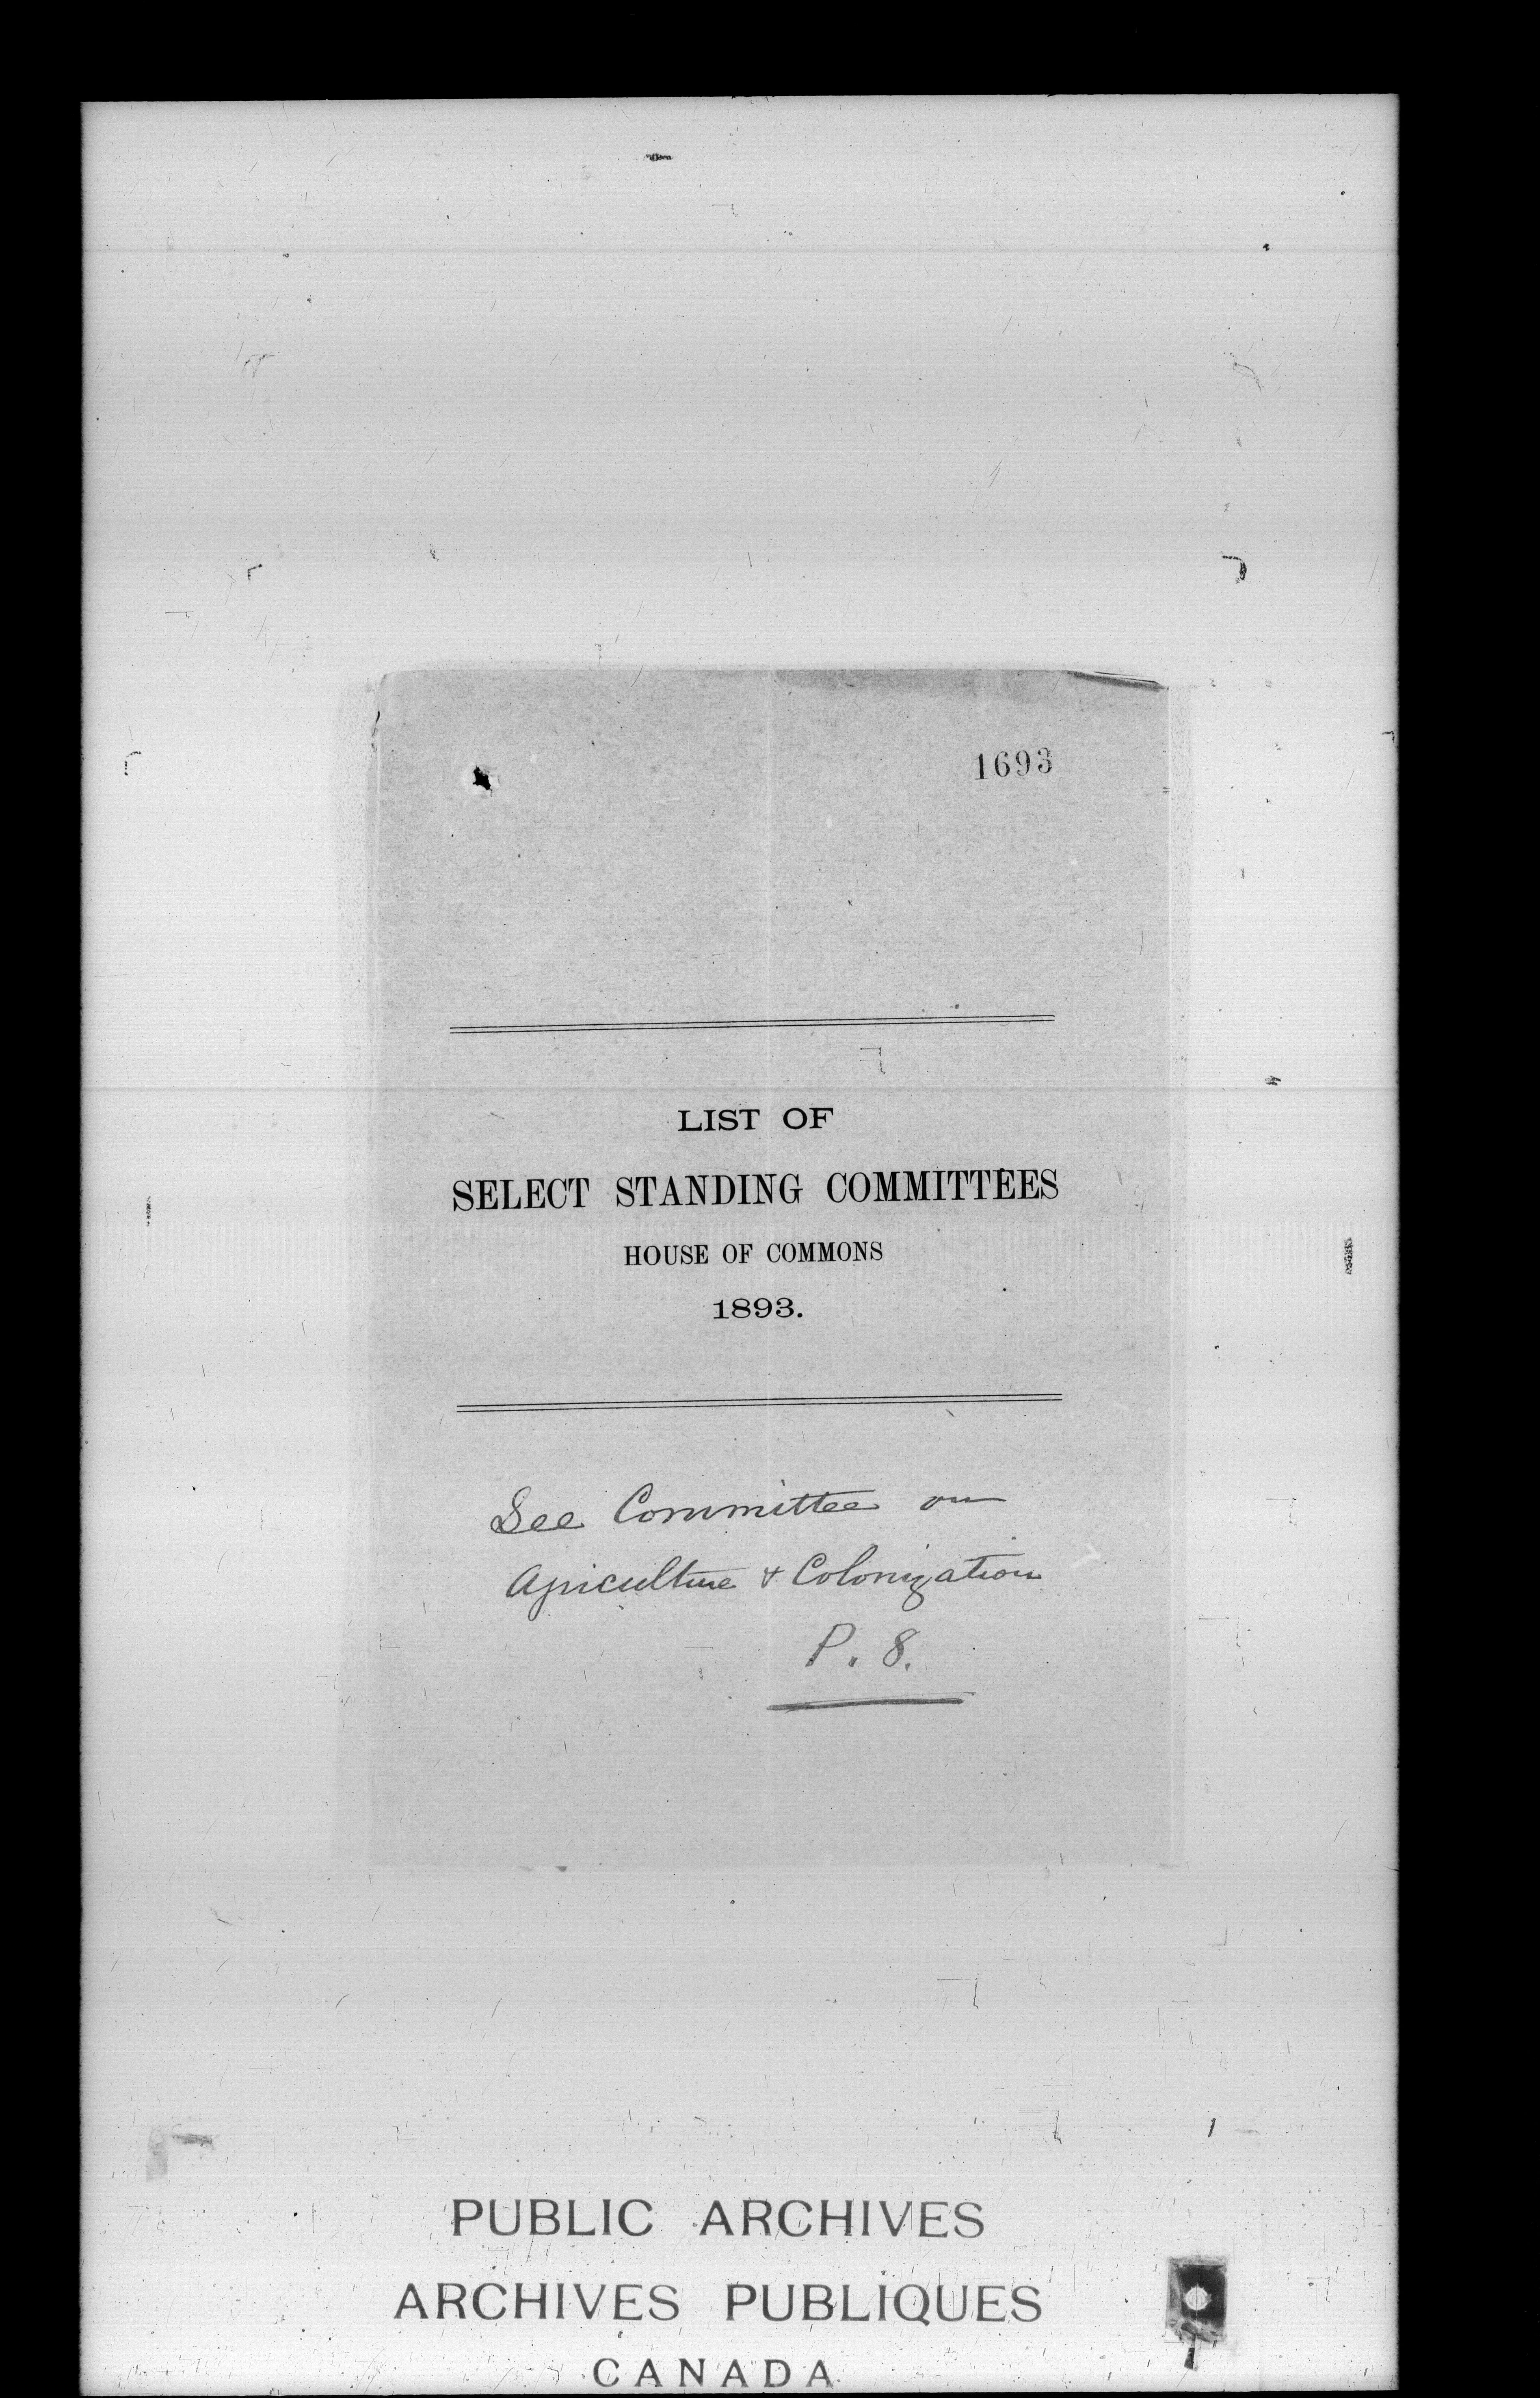 1693
LIST OF
SELECT STANDING COMMITTEES
HOUSE OF COMMONS
1893.
See Committee on
Agriculture & Colonization
P. 8.
PUBLIC ARCHIVES
ARCHIVES PUBLIQUES
CANADA